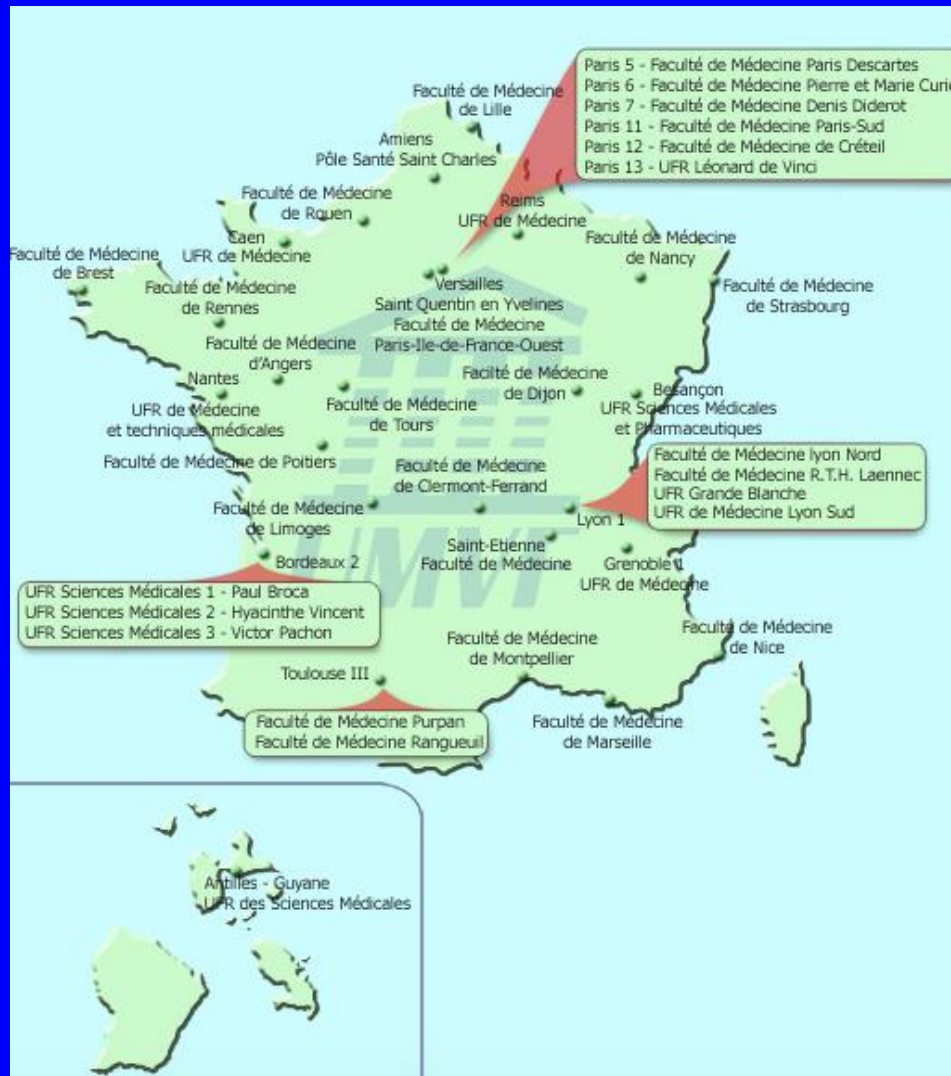 Paris 5 - Faculté de Médecine Paris Descartes
Paris 6 - Faculté de Médecine Pierre et Marie Curie
Paris 7 - Faculté de Médecine Denis Diderot
Paris 11 - Faculté de Médecine Paris-Sud
Paris 12 - Faculté de Médecine de Créteil
Paris 13 - UFR Léonard de Vinci
Faculté de Médecine
de Lille
Amiens
Pôle Santé Saint Charles
Faculté de Médecine
de Rouen
Reims
UFR de Médecine
Caen
UFR de Médecine
Faculté de Médecine
de Nancy
Faculté de Médecine
de Brest
Faculté de Médecine
de Rennes
Versailles
Saint Quentin en Yvelines
Faculté de Médecine
Paris-Ile-de-France-Ouest
Faculté de Médecine
de Strasbourg
Faculté de Médecine
d'Angers
Nantes
UFR de Médecine
et techniques médicales
Faculté de Médecine
de Tours
Facilté de Médecine
de Dijon
Besançon
UFR Sciences Médicales
et Pharmaceutiques
Faculté de Médecine de Poitiers
Faculté de Médecine
de Clermont-Ferrand
Faculté de Médecine lyon Nord
Faculté de Médecine R.T.H. Laennec
UFR Grande Blanche
UFR de Médecine Lyon Sud
Faculté de Médecine
de Limoges
Lyon 1
Saint-Etienne
Faculté de Médecine
Grenoble 1
UFR de Médecine
UMVF
Bordeaux 2
UFR Sciences Médicales 1 - Paul Broca
UFR Sciences Médicales 2 - Hyacinthe Vincent
UFR Sciences Médicales 3 - Victor Pachon
Faculté de Médecine
de Montpellier
Faculté de Médecine
de Nice
Toulouse III
Faculté de Médecine Purpan
Faculté de Médecine Rangueuil
Faculté de Médecine
de Marseille
Antilles - Guyane
UFR des Sciences Médicales